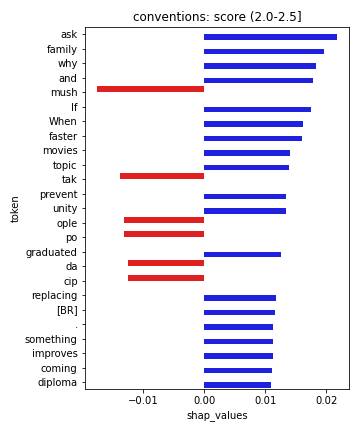 conventions: score (2.0-2.5]
ask
family
why
and
mush
If
When
faster
movies
topic
tak
prevent
unity
ople
po
graduated
da
cip
replacing
[BR]
.
something
improves
coming
diploma
token
−0.01 0.00 0.01 0.02
shap_values